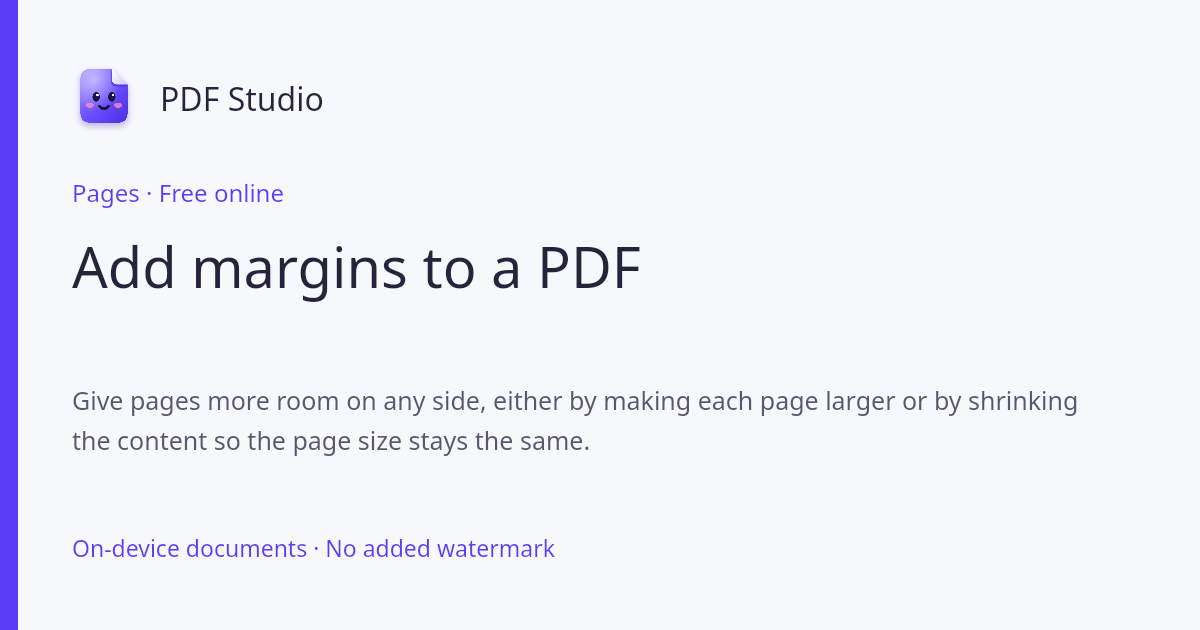 PDF Studio
Pages · Free online
Add margins to a PDF
Give pages more room on any side, either by making each page larger or by shrinking
the content so the page size stays the same.
On-device documents · No added watermark